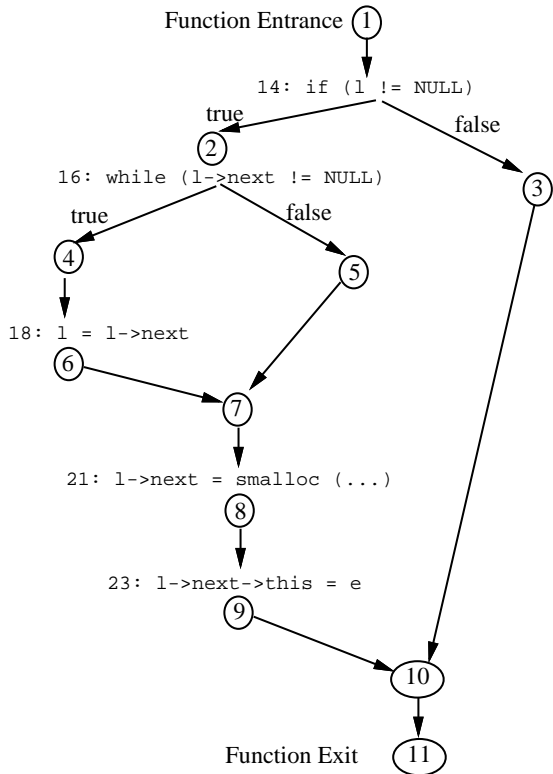 Function Entrance 1
14: if (l != NULL)
true
false
2
3
16: while (l->next != NULL)
true
false
4
5
18: l = l->next
6
7
21: l->next = smalloc (...)
8
23: l->next->this = e
9
10
Function Exit 11